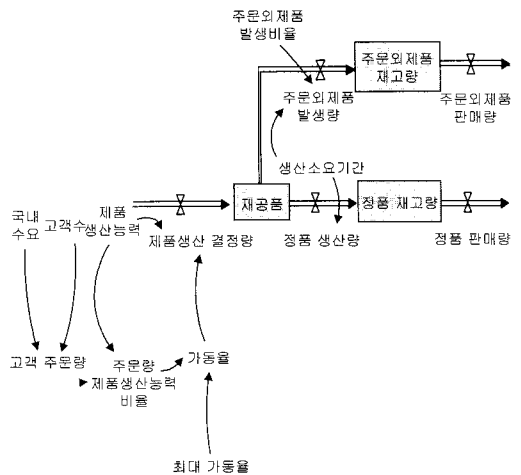 주문외제품
발생비율
주문외제품
재고량
주문외제품
발생량
주문외제품
판매량
생산소요기간
재공품
정품 재고량
국내
수요
고객수
제품
생산능력
제품생산 결정량
정품 생산량
정품 판매량
고객 주문량
주문량
제품생산능력
비율
가동율
최대 가동율